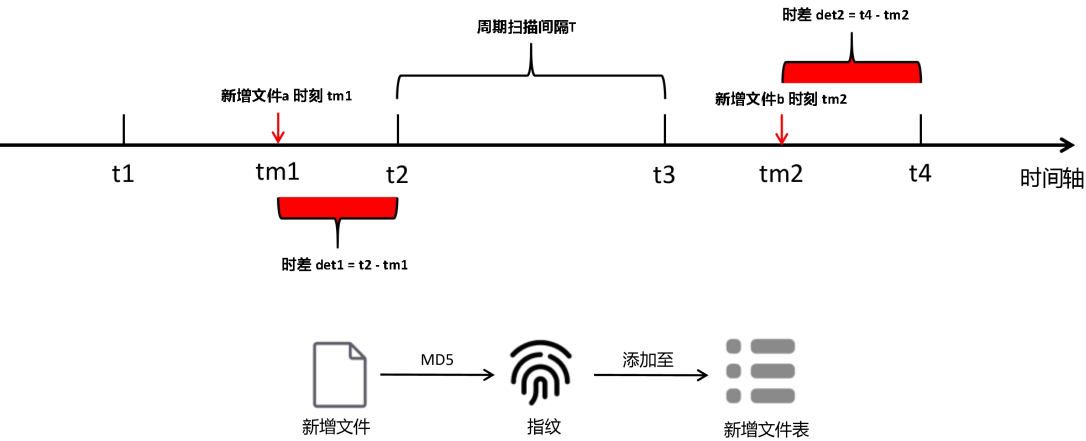 时差 det2 = t4 - tm2
周期扫描间隔T
新增文件a 时刻 tm1
新增文件b 时刻 tm2
t1
tm1
t2
t3
tm2
t4
时间轴
时差 det1 = t2 - tm1
MD5
添加至
新增文件
指纹
新增文件表